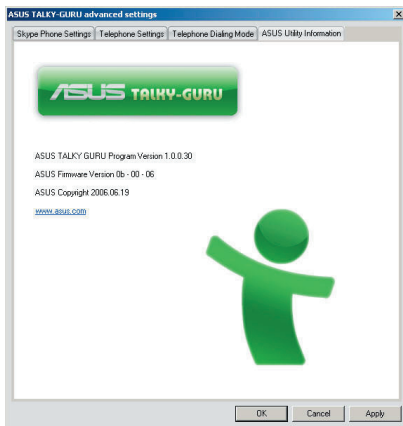 ASUS TALKY-GURU advanced settings
Skype Phone Settings Telephone Settings Telephone Dialing Mode ASUS Utility Information
ASUS TALKY-GURU
ASUS TALKY GURU Program Version 1.0.0.30
ASUS Firmware Version 0b - 00 - 06
ASUS Copyright 2006.06.19
www.asus.com
OK Cancel Apply